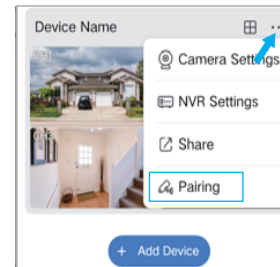 Device Name
Camera Settings
NVR Settings
Share
Pairing
+ Add Device